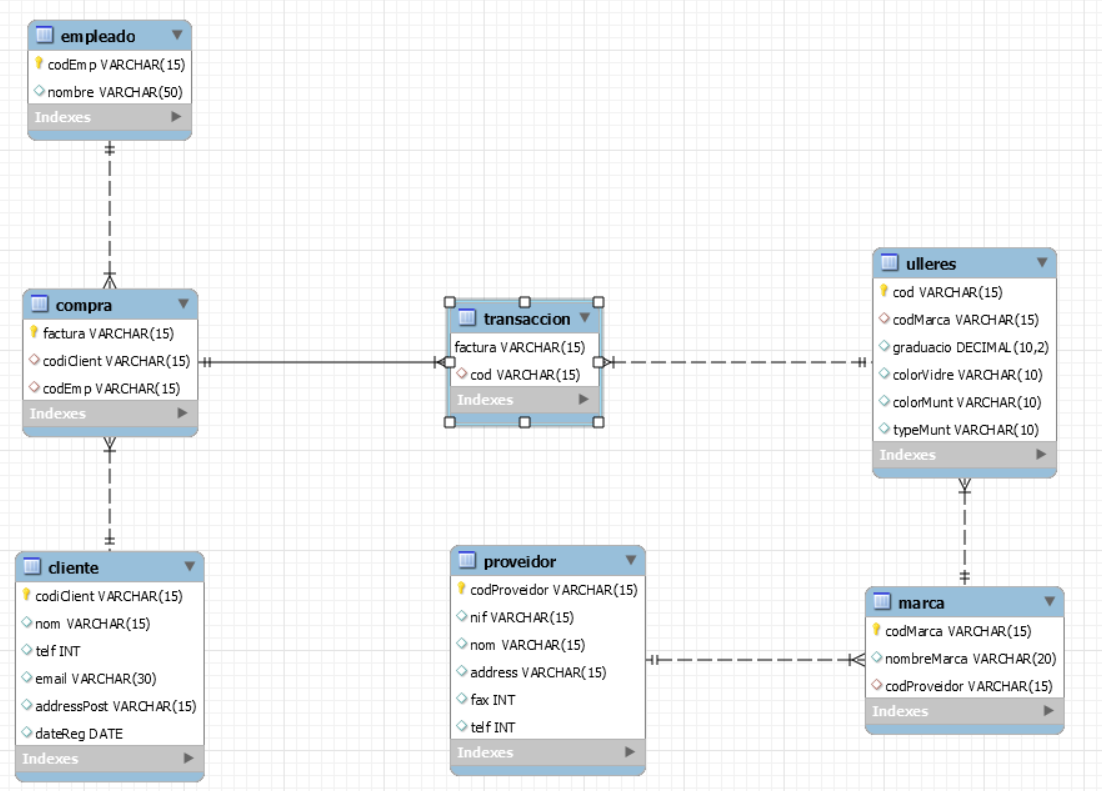 empleado
codEmp VARCHAR(15)
nombre VARCHAR(50)
Indexes
compra
factura VARCHAR(15)
codiClient VARCHAR(15)
codEmp VARCHAR(15)
Indexes
transaccion
factura VARCHAR(15)
cod VARCHAR(15)
Indexes
ulleres
cod VARCHAR(15)
codMarca VARCHAR(15)
graduacio DECIMAL(10,2)
colorVidre VARCHAR(10)
colorMunt VARCHAR(10)
typeMunt VARCHAR(10)
Indexes
cliente
codiClient VARCHAR(15)
nom VARCHAR(15)
telf INT
email VARCHAR(30)
addressPost VARCHAR(15)
dateReg DATE
Indexes
proveidor
codProveidor VARCHAR(15)
nif VARCHAR(15)
nom VARCHAR(15)
address VARCHAR(15)
fax INT
telf INT
Indexes
marca
codMarca VARCHAR(15)
nombreMarca VARCHAR(20)
codProveidor VARCHAR(15)
Indexes